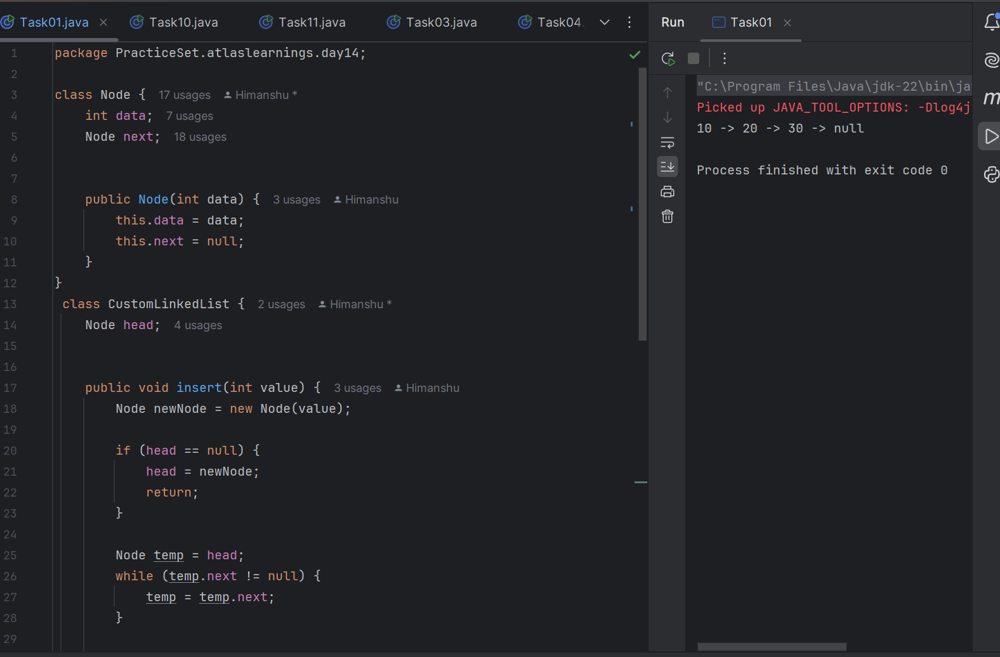 Task01.java
Task10.java
Task11.java
Task03.java
Task04.
Run
Task01
1 package PracticeSet.atlaslearnings.day14;
2
3 class Node { 17 usages Himanshu *
4 int data; 7 usages
5 Node next; 18 usages
6
7
8 public Node(int data) { 3 usages Himanshu
9 this.data = data;
10 this.next = null;
11 }
12 }
13 class CustomLinkedList { 2 usages Himanshu *
14 Node head; 4 usages
15
16
17 public void insert(int value) { 3 usages Himanshu
18 Node newNode = new Node(value);
19
20 if (head == null) {
21 head = newNode;
22 return;
23 }
24
25 Node temp = head;
26 while (temp.next != null) {
27 temp = temp.next;
28 }
29
"C:\Program Files\Java\jdk-22\bin\ja
Picked up JAVA_TOOL_OPTIONS: -Dlog4j
10 -> 20 -> 30 -> null
Process finished with exit code 0
m